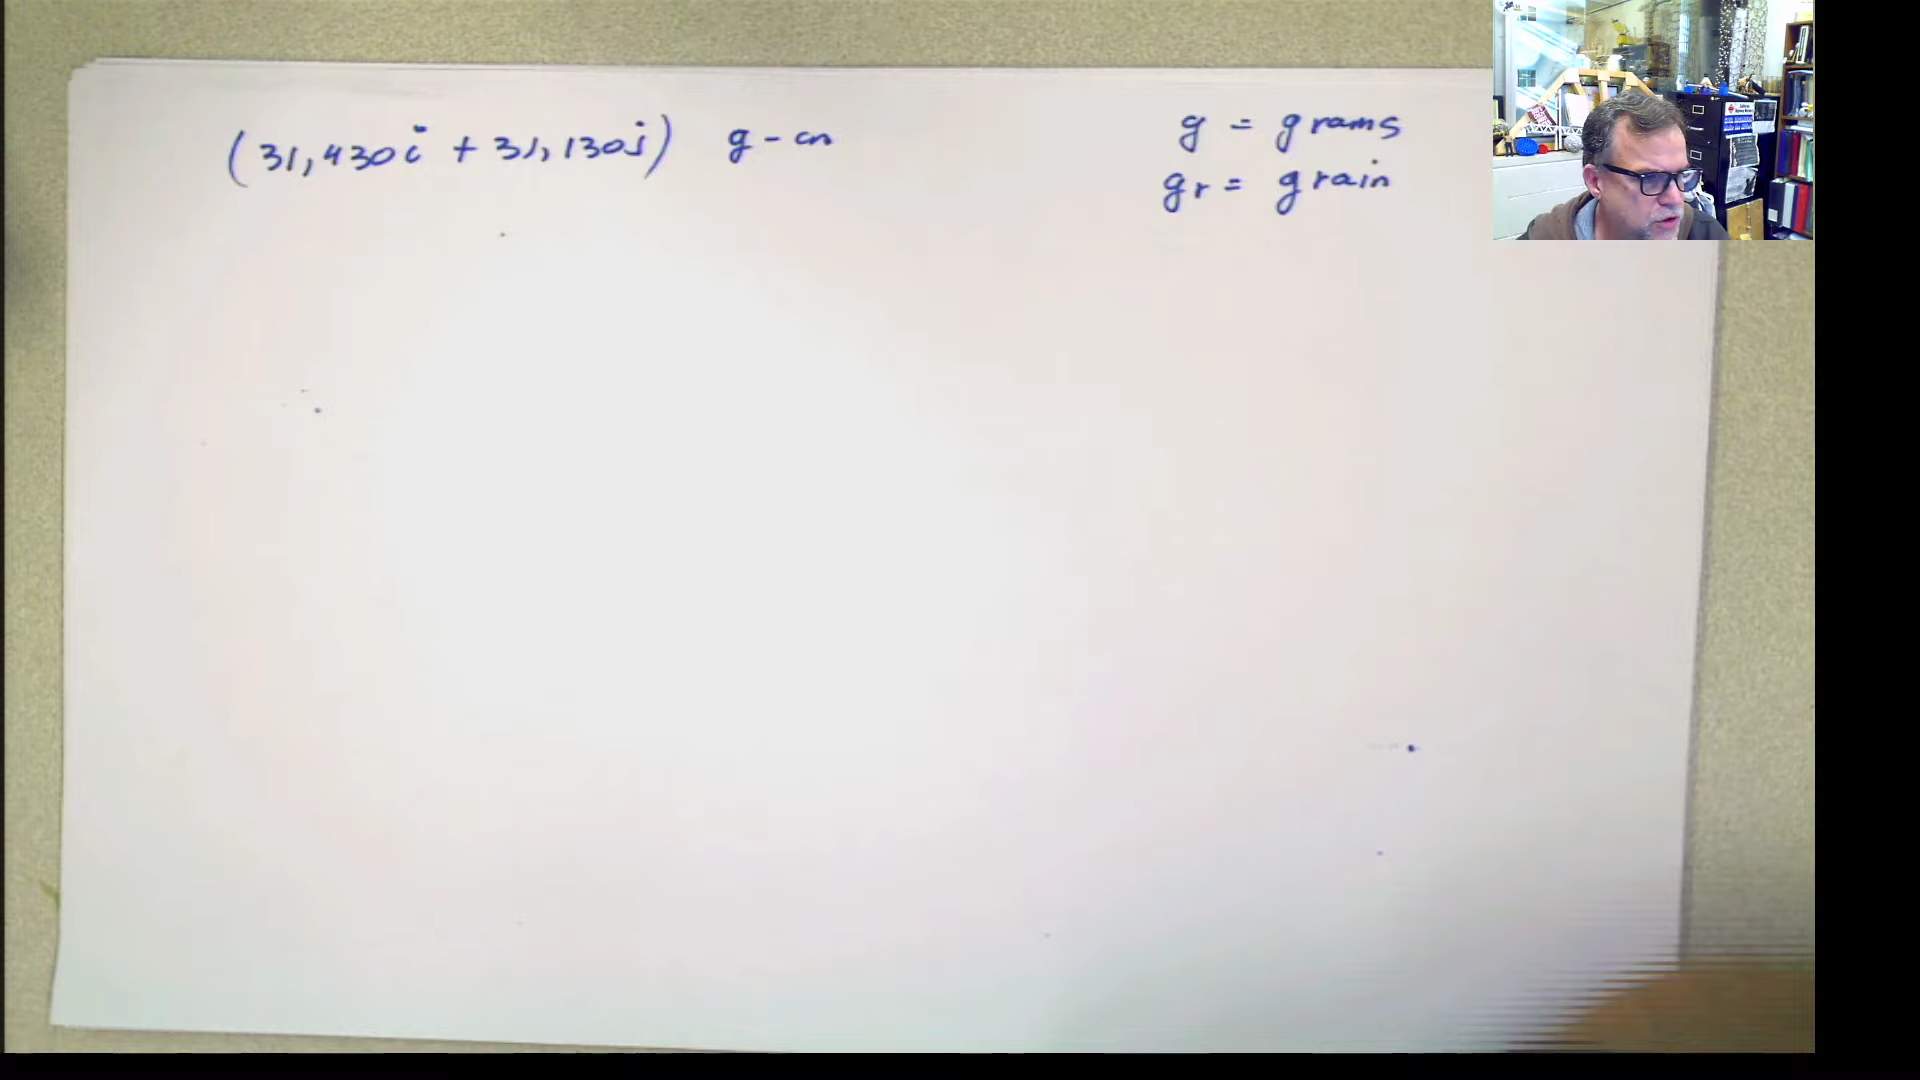 (31,430i + 31,130j) g-cm
g = grams
gr = grain